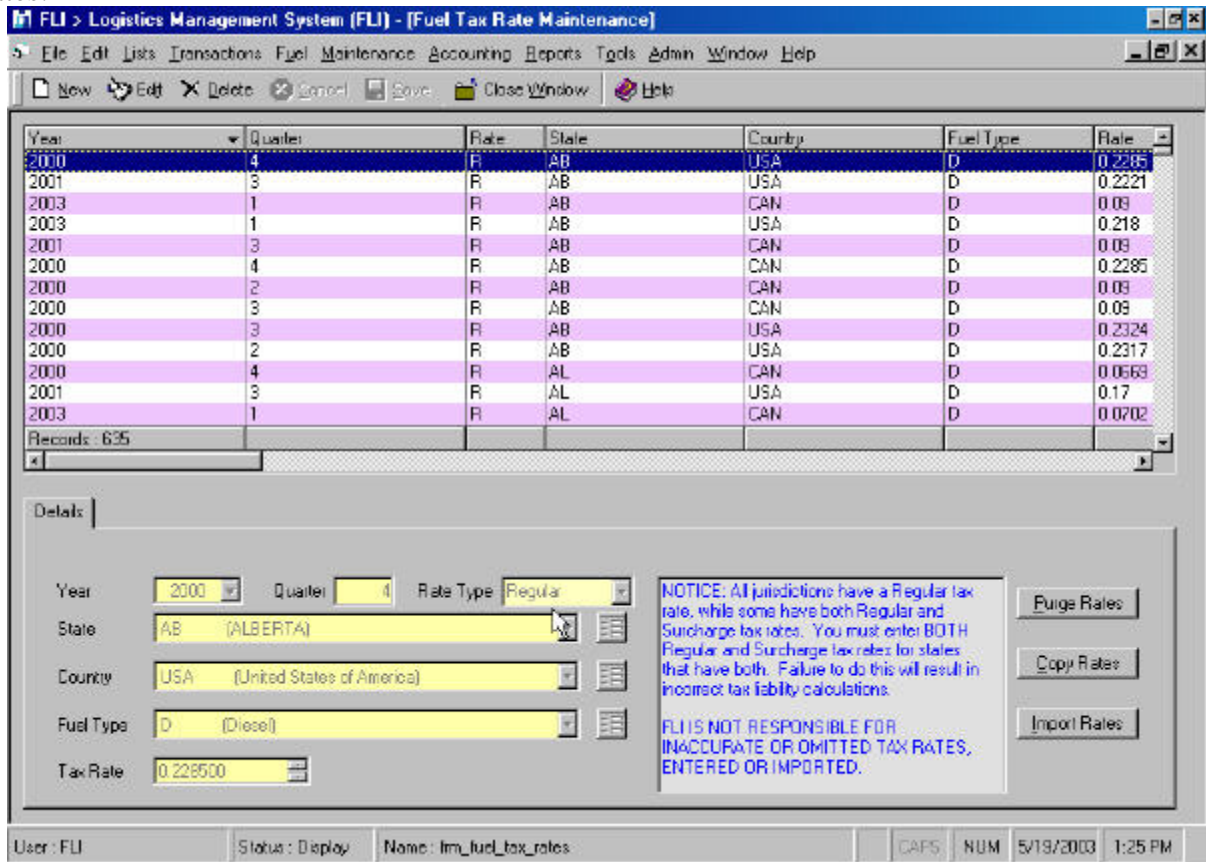 FLI > Logistics Management System (FLI) - [Fuel Tax Rate Maintenance]
File Edit Lists Transactions Fuel Maintenance Accounting Reports Tools Admin Window Help
New Edit Delete Cancel Save Close Window Help
Year Quarter Rate State Country Fuel Type Rate
2000 4 R AB USA D 0.2285
2001 3 R AB USA D 0.2221
2003 1 R AB CAN D 0.09
2003 1 R AB USA D 0.218
2001 3 R AB CAN D 0.09
2000 4 R AB CAN D 0.2285
2000 2 R AB CAN D 0.09
2000 3 R AB CAN D 0.09
2000 3 R AB USA D 0.2324
2000 2 R AB USA D 0.2317
2000 4 R AL CAN D 0.0669
2001 3 R AL USA D 0.17
2003 1 R AL CAN D 0.0702
Records : 635
Details
Year 2000 Quarter 4 Rate Type Regular
State AB (ALBERTA)
Country USA (United States of America)
Fuel Type D (Diesel)
Tax Rate 0.228500
NOTICE: All jurisdictions have a Regular tax
rate, while some have both Regular and
Surcharge tax rates. You must enter BOTH
Regular and Surcharge tax rates for states
that have both. Failure to do this will result in
incorrect tax liability calculations.
FLI IS NOT RESPONSIBLE FOR
INACCURATE OR OMITTED TAX RATES,
ENTERED OR IMPORTED.
Purge Rates
Copy Rates
Import Rates
User : FLI Status : Display Name : frm_fuel_tax_rates CAPS NUM 5/19/2003 1:25 PM